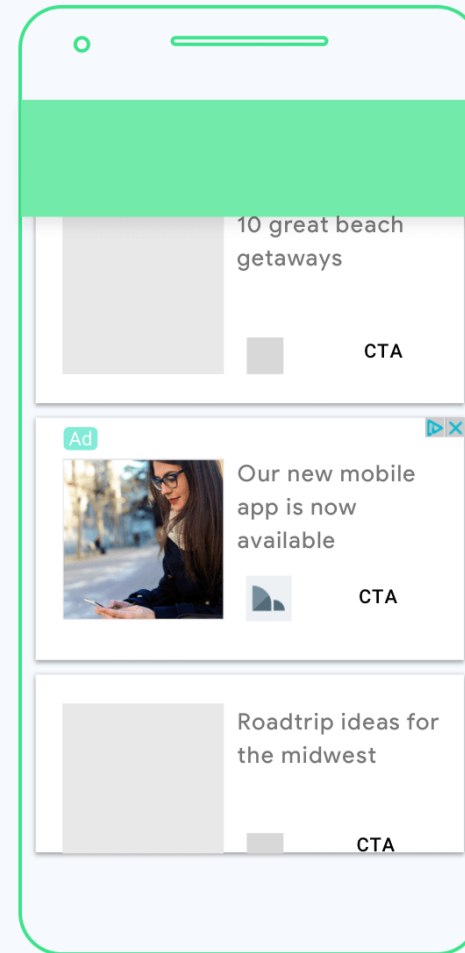 10 great beach
getaways
CTA
Ad
Our new mobile
app is now
available
CTA
Roadtrip ideas for
the midwest
CTA